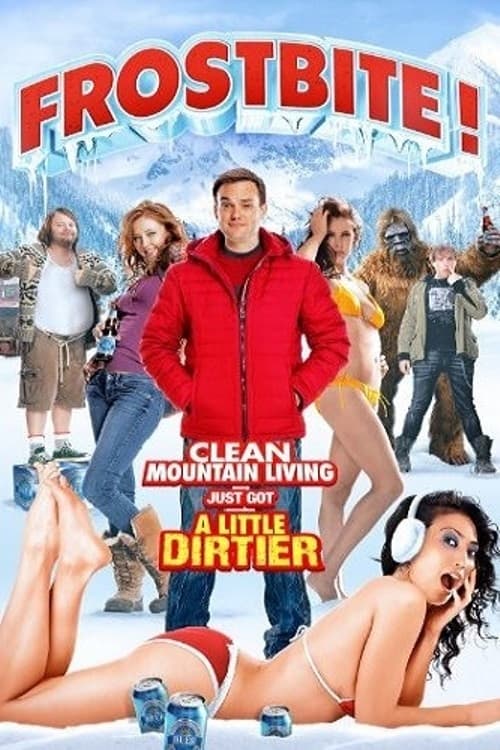 FROSTBITE!
CLEAN
MOUNTAIN LIVING
JUST GOT
A LITTLE
DIRTIER